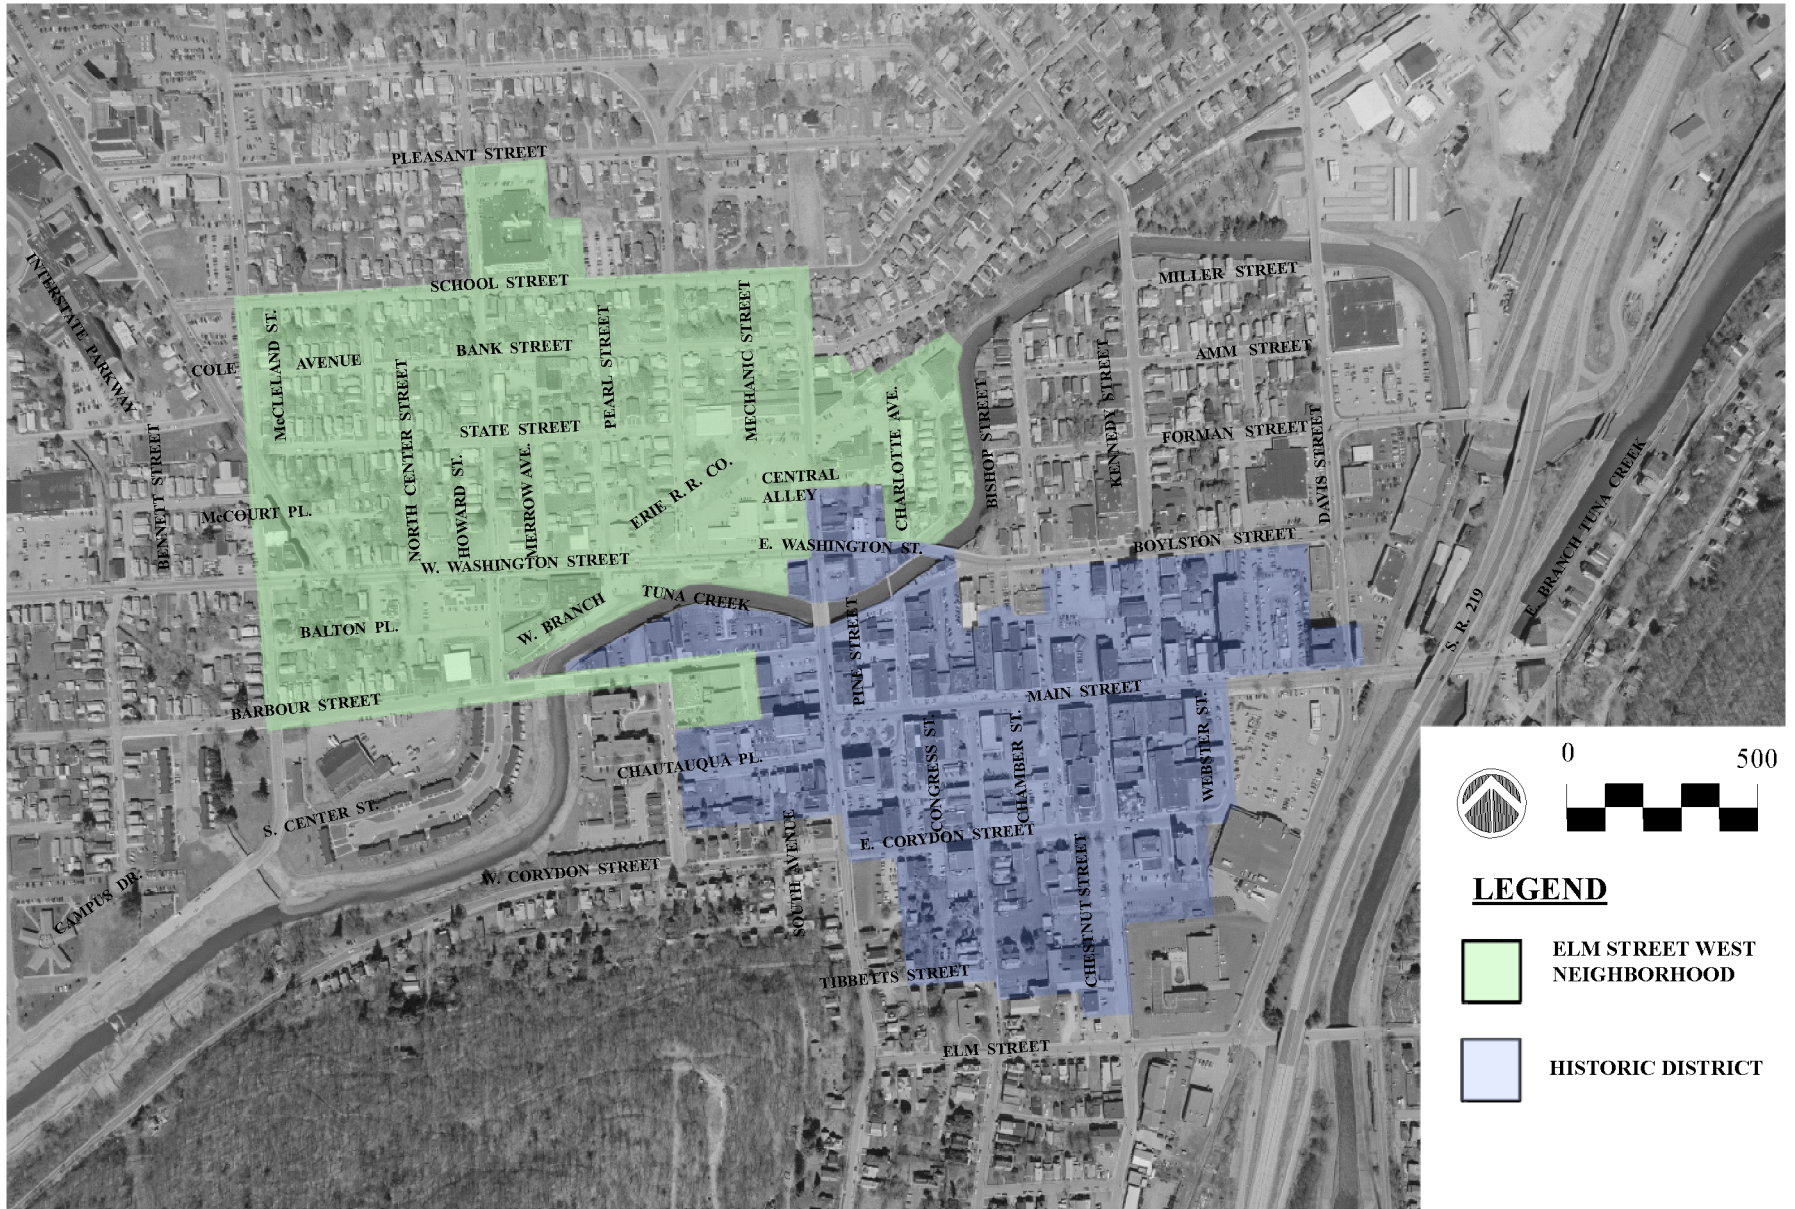 PLEASANT STREET
INTERSTATE PARKWAY
SCHOOL STREET
MILLER STREET
McCLELAND ST.
COLE
AVENUE
BANK STREET
PEARL STREET
MECHANIC STREET
AMM STREET
NORTH CENTER STREET
KENNEDY STREET
CHARLOTTE AVE.
BISHOP STREET
STATE STREET
FORMAN STREET
DAVIS STREET
BENNETT STREET
HOWARD ST.
MERROW AVE.
ERIE R. R. CO.
CENTRAL
ALLEY
McCOURT PL.
E. BRANCH TUNA CREEK
W. WASHINGTON STREET
E. WASHINGTON ST.
BOYLSTON STREET
W. BRANCH
TUNA CREEK
BALTON PL.
PINE STREET
S. R. 219
BARBOUR STREET
MAIN STREET
CHAUTAUQUA PL.
CONGRESS ST.
CHAMBER ST.
WEBSTER ST.
S. CENTER ST.
E. CORYDON STREET
W. CORYDON STREET
SOUTH AVENUE
CHESTNUT STREET
CAMPUS DR.
TIBBETTS STREET
ELM STREET
0
500
LEGEND
ELM STREET WEST
NEIGHBORHOOD
HISTORIC DISTRICT